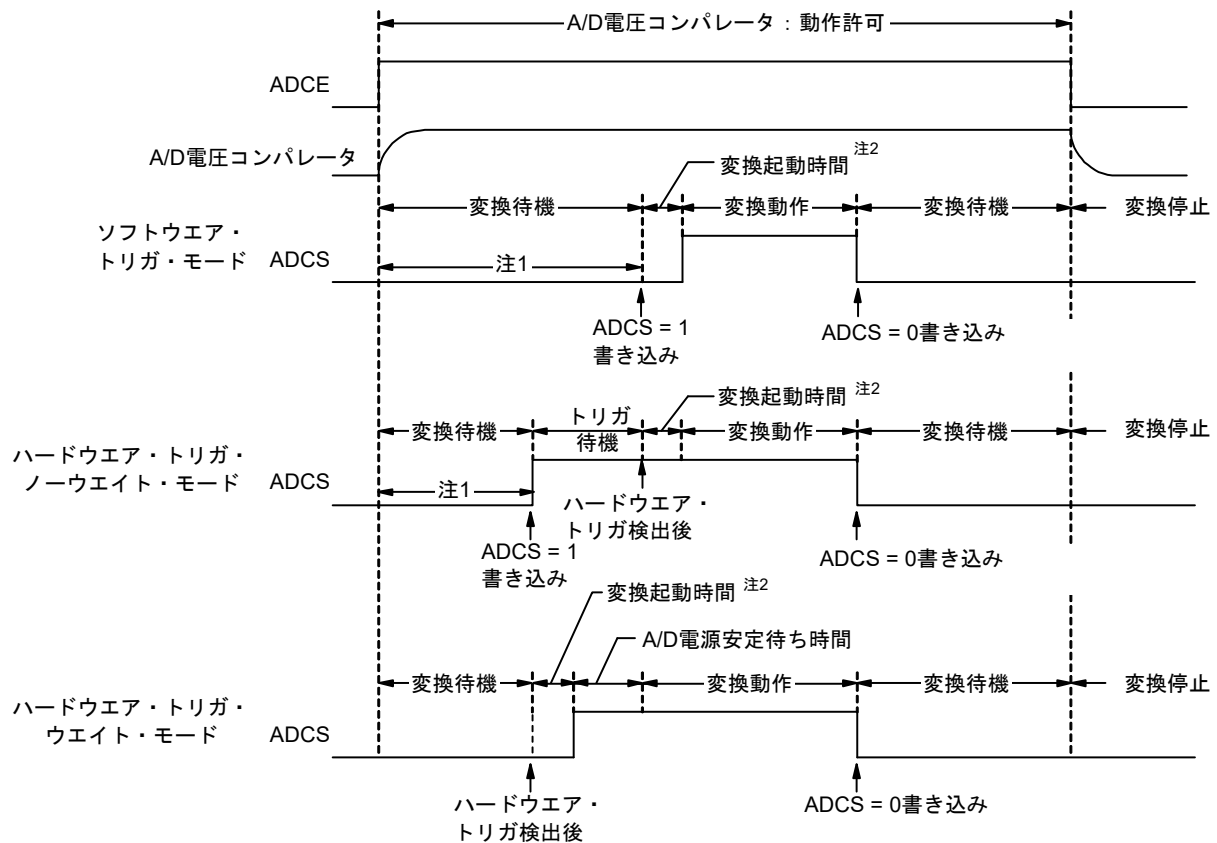 A/D電圧コンパレータ：動作許可
ADCE
A/D電圧コンパレータ
変換起動時間 注2
変換待機
変換動作
変換待機
変換停止
ソフトウエア・
トリガ・モード
ADCS
注1
ADCS = 1
書き込み
ADCS = 0書き込み
変換起動時間 注2
変換待機
トリガ
待機
変換動作
変換待機
変換停止
ハードウエア・トリガ・
ノーウエイト・モード
ADCS
注1
ハードウエア・
トリガ検出後
ADCS = 1
書き込み
ADCS = 0書き込み
変換起動時間 注2
A/D電源安定待ち時間
変換待機
変換動作
変換待機
変換停止
ハードウエア・トリガ・
ウエイト・モード
ADCS
ハードウエア・
トリガ検出後
ADCS = 0書き込み